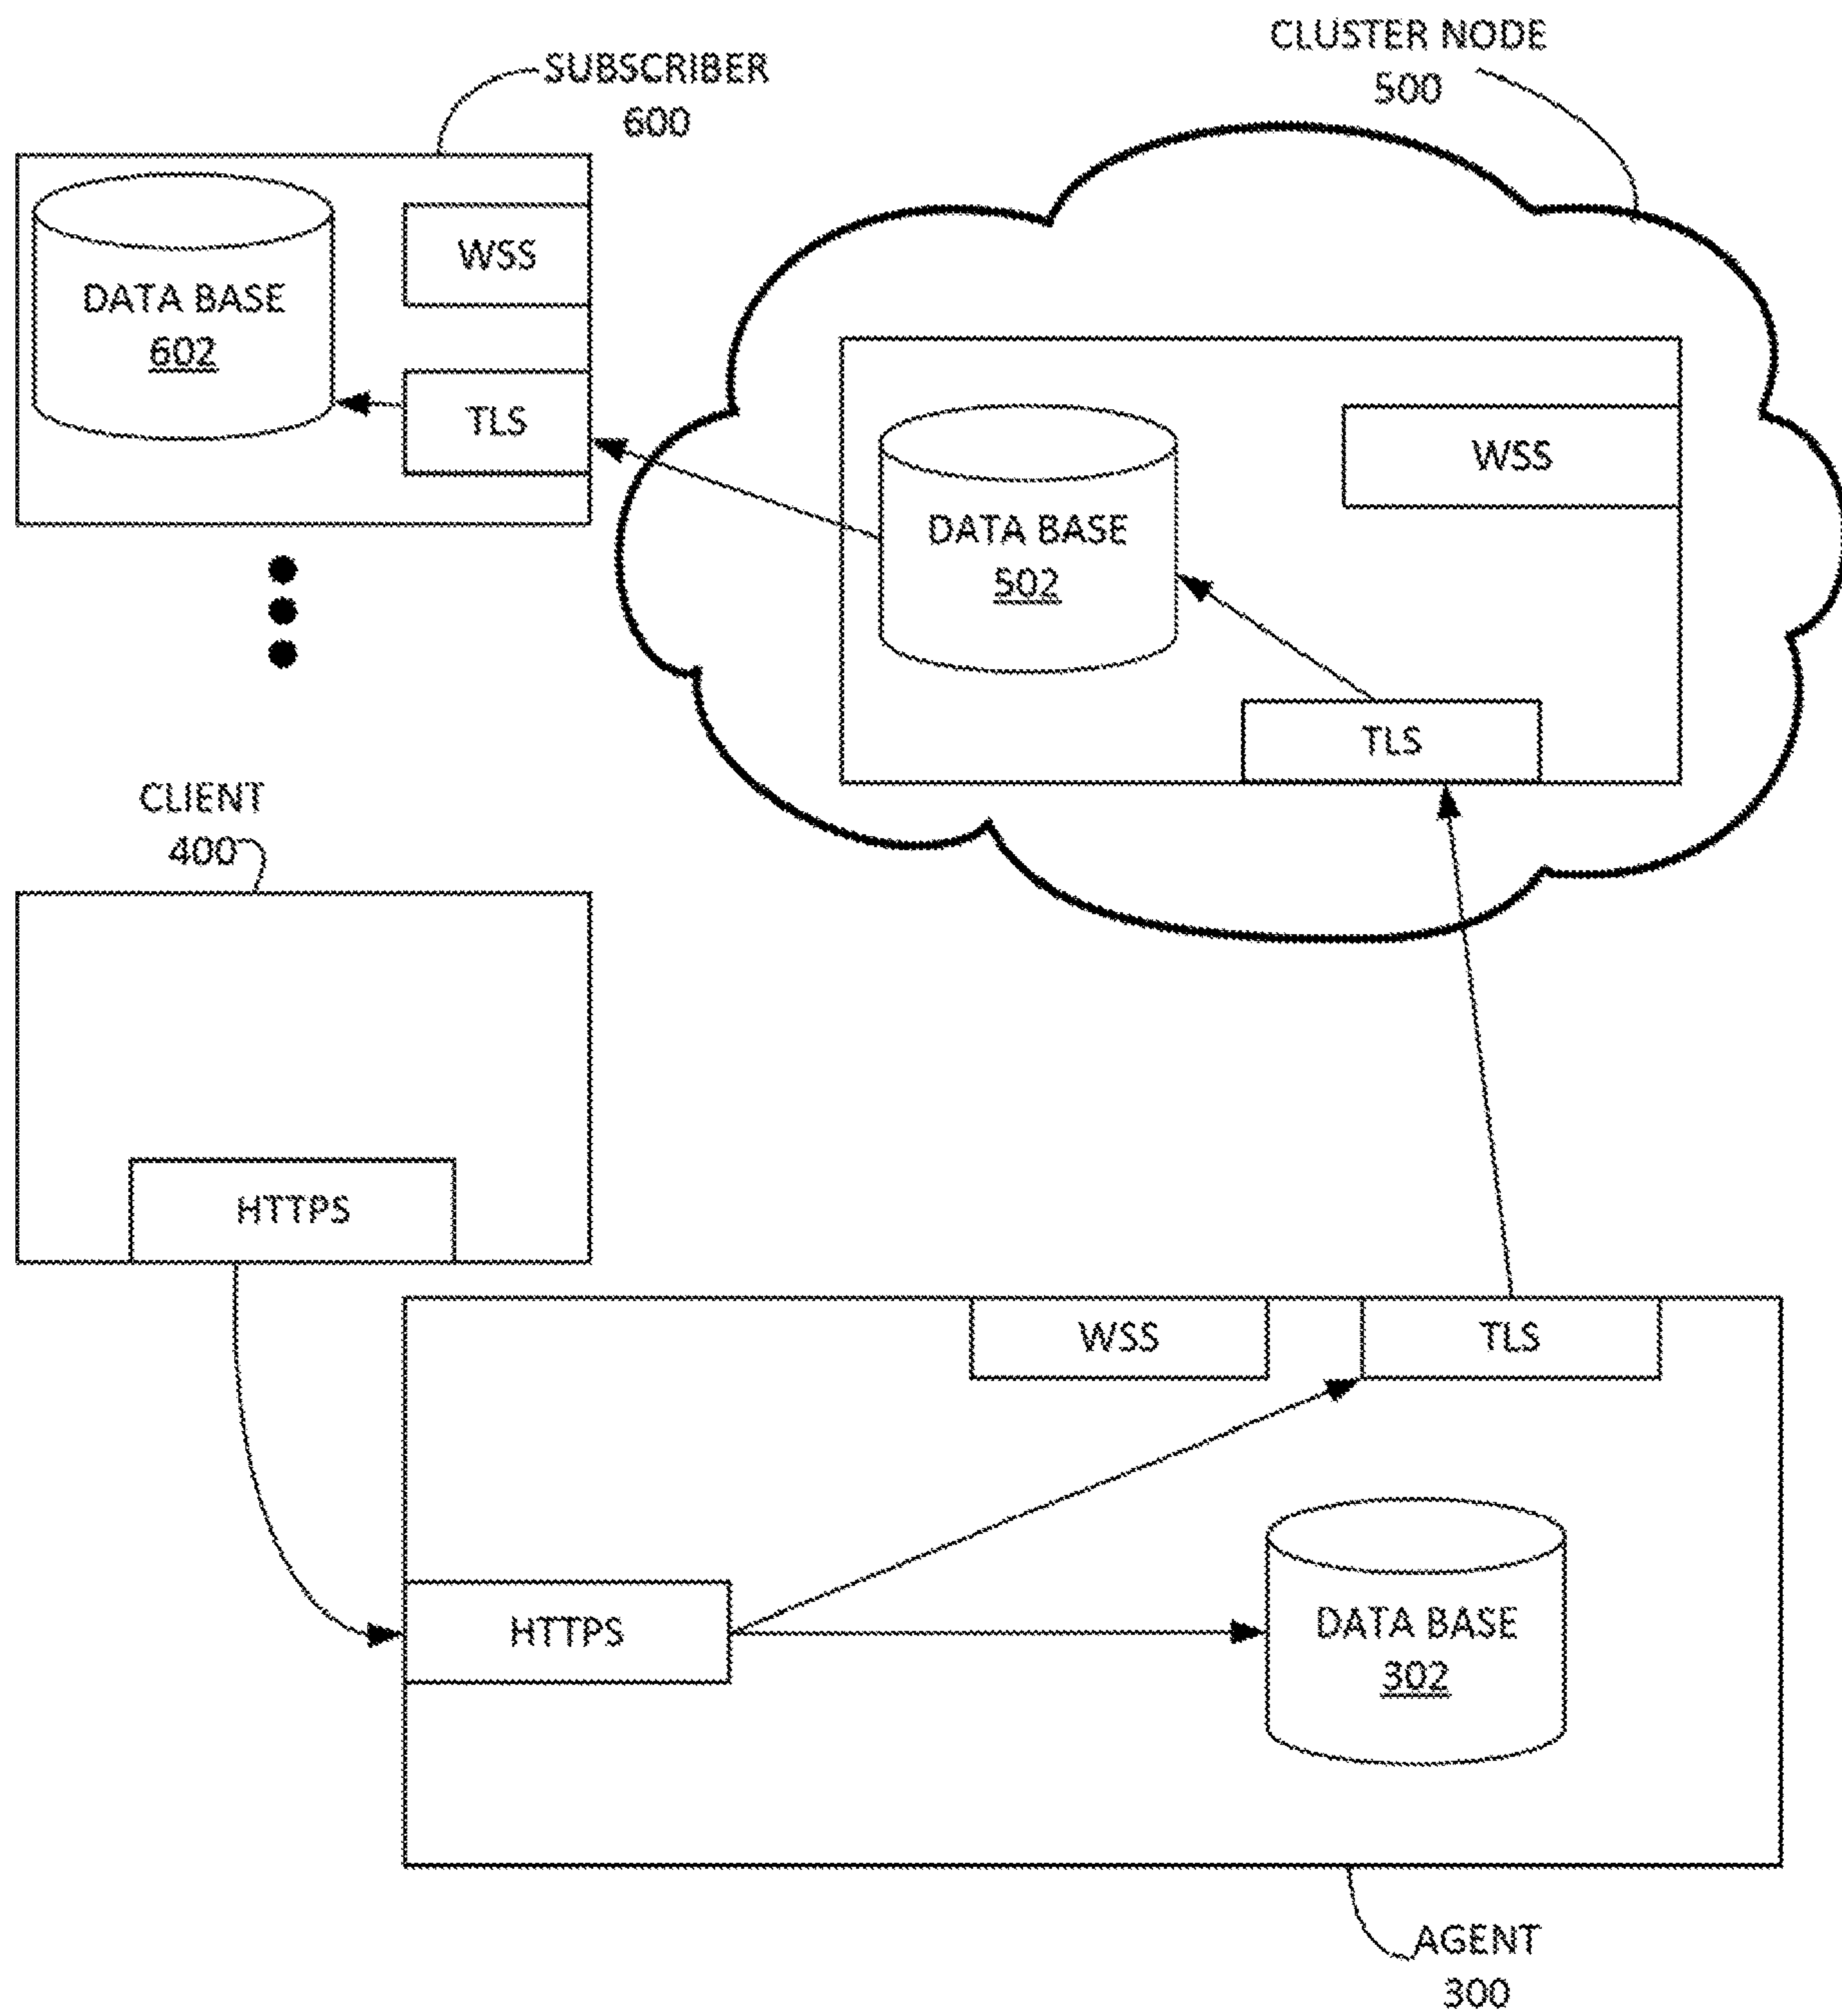 CLUSTER NODE
500
SUBSCRIBER
600
WSS
DATA BASE
602
TLS
WSS
DATA BASE
502
TLS
CLIENT
400
HTTPS
WSS
TLS
HTTPS
DATA BASE
302
AGENT
300